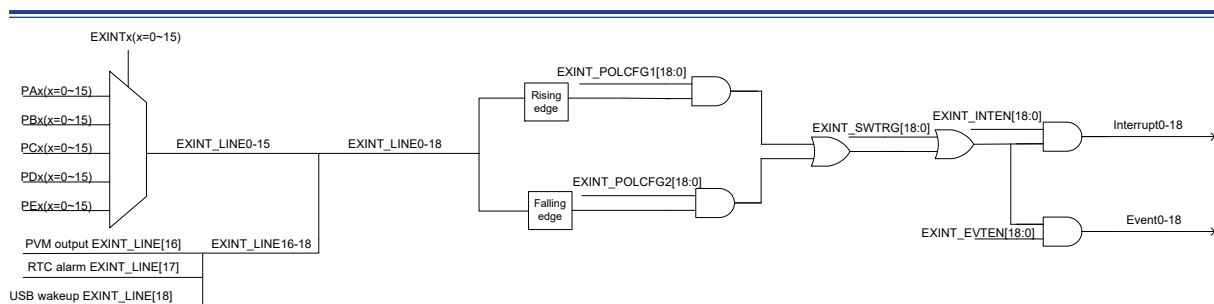 EXINTx(x=0~15)
PAx(x=0~15)
PBx(x=0~15)
PCx(x=0~15)
PDx(x=0~15)
PEx(x=0~15)
EXINT_LINE0-15
EXINT_LINE0-18
PVM output EXINT_LINE[16]
EXINT_LINE16-18
RTC alarm EXINT_LINE[17]
USB wakeup EXINT_LINE[18]
EXINT_POLCFG1[18:0]
Rising
edge
EXINT_POLCFG2[18:0]
Falling
edge
EXINT_SWTRG[18:0]
EXINT_INTEN[18:0]
Interrupt0-18
EXINT_EVTEN[18:0]
Event0-18